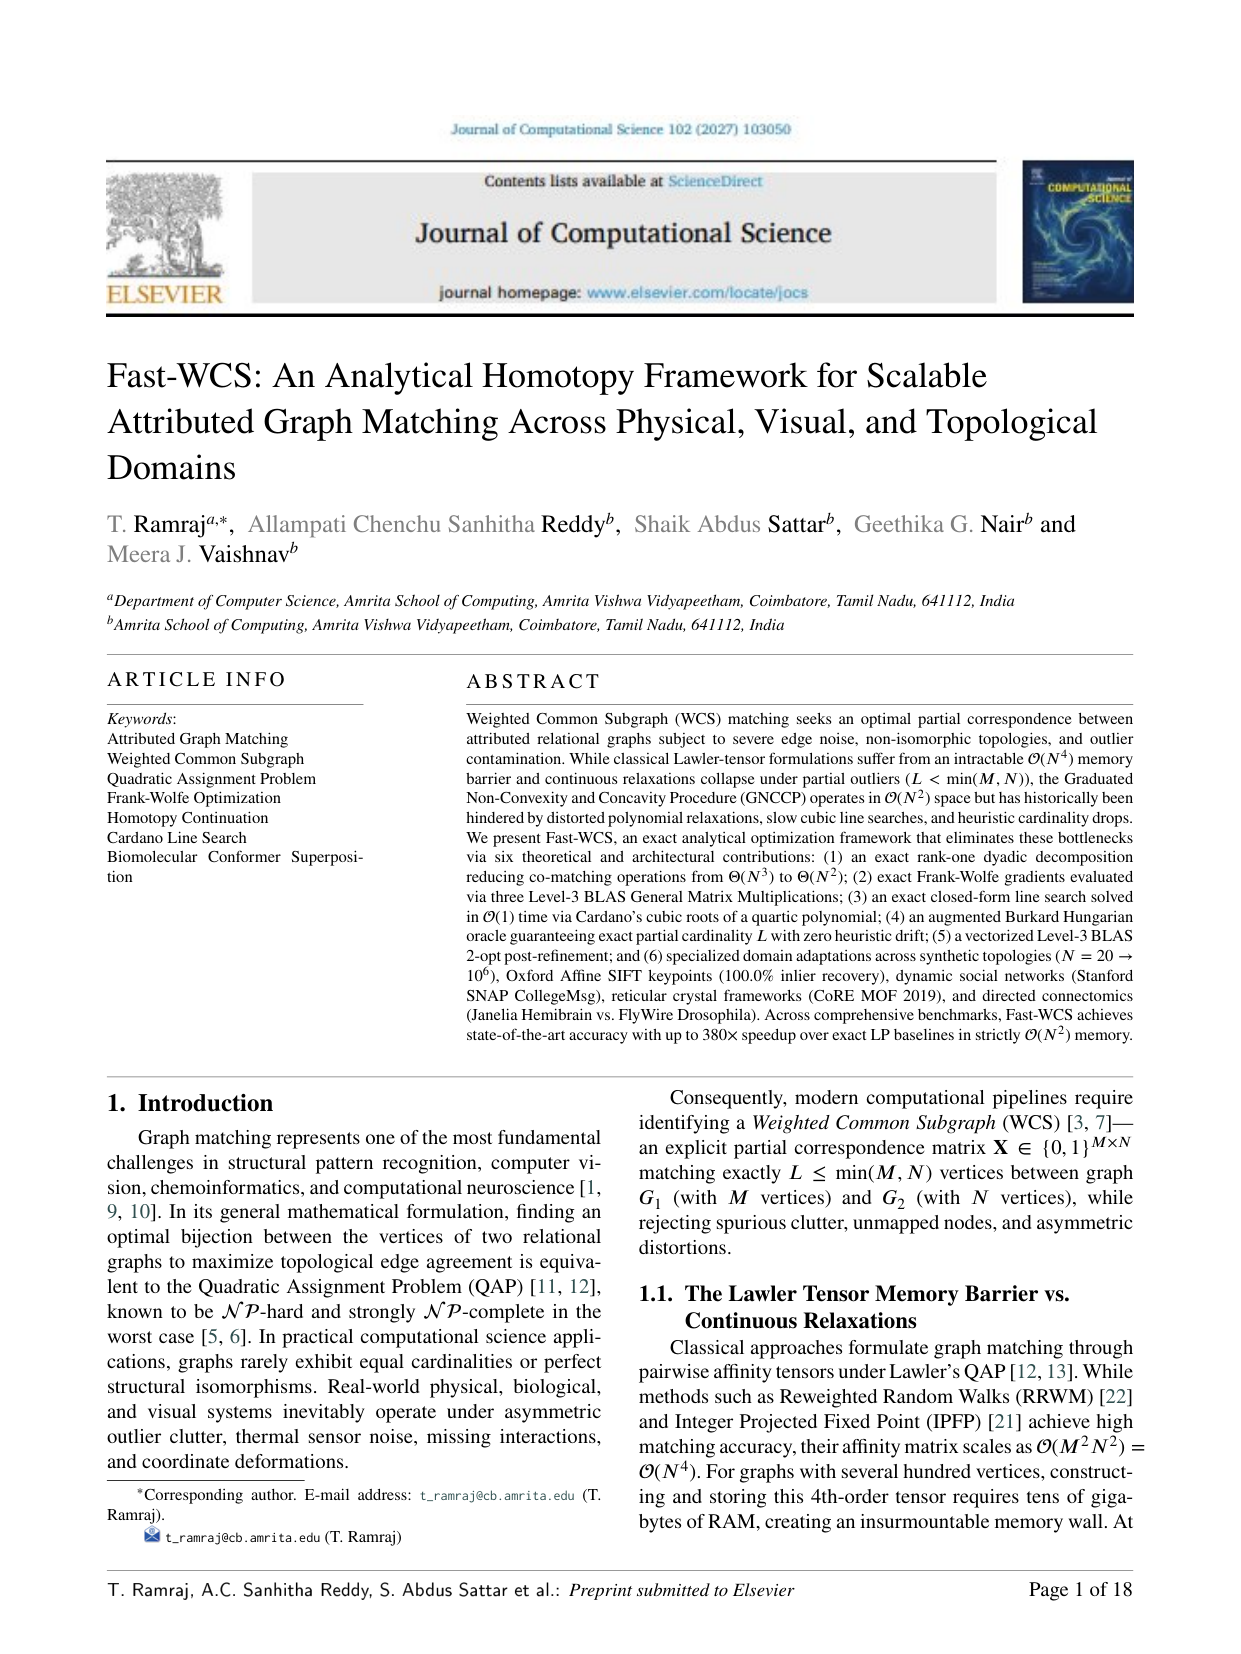 Journal of Computational Science 102 (2027) 103050
Contents lists available at ScienceDirect
Journal of Computational Science
journal homepage: www.elsevier.com/locate/jocs
ELSEVIER
COMPUTATIONAL
SCIENCE
Fast-WCS: An Analytical Homotopy Framework for Scalable
Attributed Graph Matching Across Physical, Visual, and Topological
Domains
T. Ramraj^{a,∗}, Allampati Chenchu Sanhitha Reddy^b, Shaik Abdus Sattar^b, Geethika G. Nair^b and
Meera J. Vaishnav^b
^aDepartment of Computer Science, Amrita School of Computing, Amrita Vishwa Vidyapeetham, Coimbatore, Tamil Nadu, 641112, India
^bAmrita School of Computing, Amrita Vishwa Vidyapeetham, Coimbatore, Tamil Nadu, 641112, India
ARTICLE INFO
Keywords:
Attributed Graph Matching
Weighted Common Subgraph
Quadratic Assignment Problem
Frank-Wolfe Optimization
Homotopy Continuation
Cardano Line Search
Biomolecular Conformer Superposi-
tion
ABSTRACT
Weighted Common Subgraph (WCS) matching seeks an optimal partial correspondence between
attributed relational graphs subject to severe edge noise, non-isomorphic topologies, and outlier
contamination. While classical Lawler-tensor formulations suffer from an intractable 𝒪(N⁴) memory
barrier and continuous relaxations collapse under partial outliers (L < min(M, N)), the Graduated
Non-Convexity and Concavity Procedure (GNCCP) operates in 𝒪(N²) space but has historically been
hindered by distorted polynomial relaxations, slow cubic line searches, and heuristic cardinality drops.
We present Fast-WCS, an exact analytical optimization framework that eliminates these bottlenecks
via six theoretical and architectural contributions: (1) an exact rank-one dyadic decomposition
reducing co-matching operations from Θ(N³) to Θ(N²); (2) exact Frank-Wolfe gradients evaluated
via three Level-3 BLAS General Matrix Multiplications; (3) an exact closed-form line search solved
in 𝒪(1) time via Cardano's cubic roots of a quartic polynomial; (4) an augmented Burkard Hungarian
oracle guaranteeing exact partial cardinality L with zero heuristic drift; (5) a vectorized Level-3 BLAS
2-opt post-refinement; and (6) specialized domain adaptations across synthetic topologies (N = 20 →
10⁶), Oxford Affine SIFT keypoints (100.0% inlier recovery), dynamic social networks (Stanford
SNAP CollegeMsg), reticular crystal frameworks (CoRE MOF 2019), and directed connectomics
(Janelia Hemibrain vs. FlyWire Drosophila). Across comprehensive benchmarks, Fast-WCS achieves
state-of-the-art accuracy with up to 380× speedup over exact LP baselines in strictly 𝒪(N²) memory.
1. Introduction
Graph matching represents one of the most fundamental
challenges in structural pattern recognition, computer vi-
sion, chemoinformatics, and computational neuroscience [1,
9, 10]. In its general mathematical formulation, finding an
optimal bijection between the vertices of two relational
graphs to maximize topological edge agreement is equiva-
lent to the Quadratic Assignment Problem (QAP) [11, 12],
known to be 𝒩𝒫-hard and strongly 𝒩𝒫-complete in the
worst case [5, 6]. In practical computational science appli-
cations, graphs rarely exhibit equal cardinalities or perfect
structural isomorphisms. Real-world physical, biological,
and visual systems inevitably operate under asymmetric
outlier clutter, thermal sensor noise, missing interactions,
and coordinate deformations.
∗Corresponding author. E-mail address: t_ramraj@cb.amrita.edu (T.
Ramraj).
t_ramraj@cb.amrita.edu (T. Ramraj)
Consequently, modern computational pipelines require
identifying a Weighted Common Subgraph (WCS) [3, 7]—
an explicit partial correspondence matrix X ∈ {0, 1}^{M×N}
matching exactly L ≤ min(M, N) vertices between graph
G₁ (with M vertices) and G₂ (with N vertices), while
rejecting spurious clutter, unmapped nodes, and asymmetric
distortions.
1.1. The Lawler Tensor Memory Barrier vs.
Continuous Relaxations
Classical approaches formulate graph matching through
pairwise affinity tensors under Lawler's QAP [12, 13]. While
methods such as Reweighted Random Walks (RRWM) [22]
and Integer Projected Fixed Point (IPFP) [21] achieve high
matching accuracy, their affinity matrix scales as 𝒪(M²N²) =
𝒪(N⁴). For graphs with several hundred vertices, construct-
ing and storing this 4th-order tensor requires tens of giga-
bytes of RAM, creating an insurmountable memory wall. At
T. Ramraj, A.C. Sanhitha Reddy, S. Abdus Sattar et al.: Preprint submitted to Elsevier
Page 1 of 18